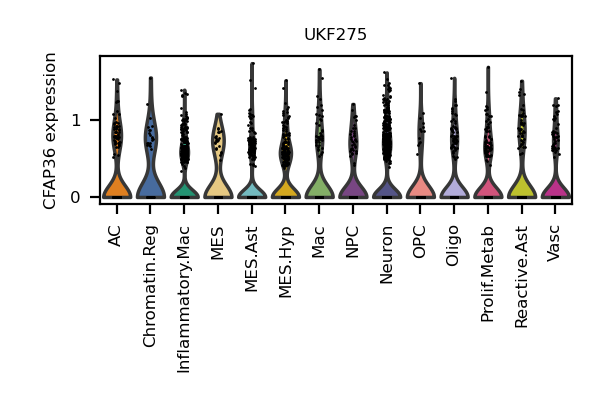 UKF275
CFAP36 expression
1
0
AC
Chromatin.Reg
Inflammatory.Mac
MES
MES.Ast
MES.Hyp
Mac
NPC
Neuron
OPC
Oligo
Prolif.Metab
Reactive.Ast
Vasc